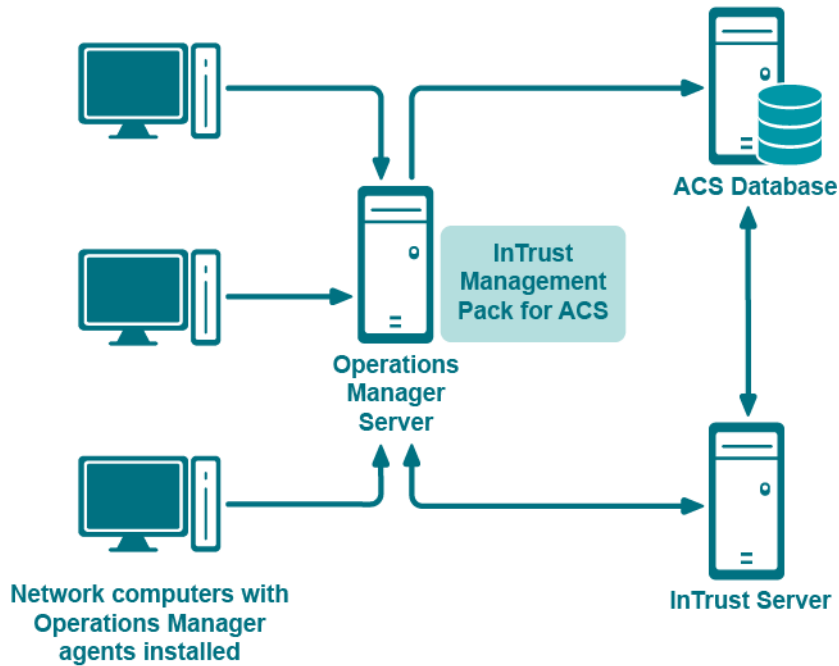 ACS Database
InTrust
Management
Pack for ACS
Operations
Manager
Server
Network computers with
Operations Manager
agents installed
InTrust Server